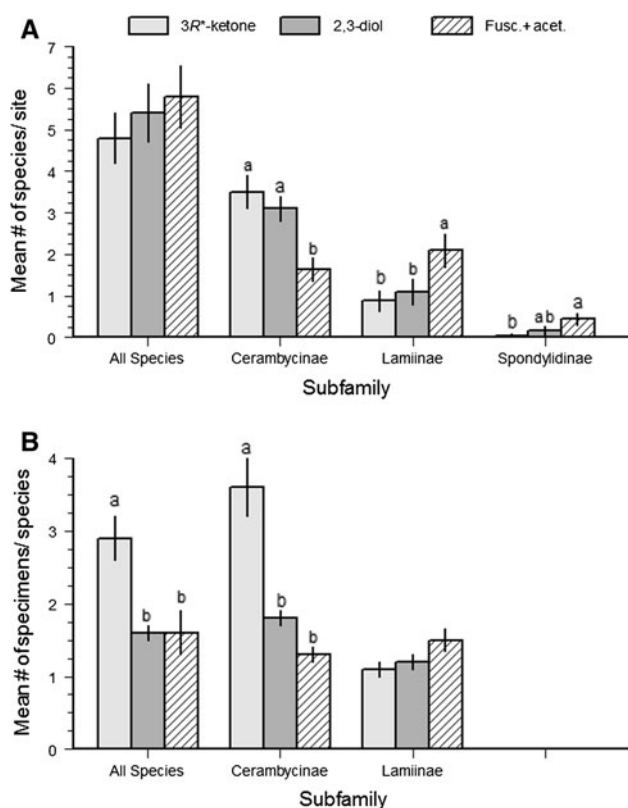 A
3R*-ketone 2,3-diol Fusc.+ acet.
Mean # of species/ site
7
6
5
4
3
2
1
0
a a b
b b a
b ab a
All Species Cerambycinae Lamiinae Spondylidinae
Subfamily
B
Mean # of specimens/ species
4
3
2
1
0
a b b
a b b
All Species Cerambycinae Lamiinae
Subfamily